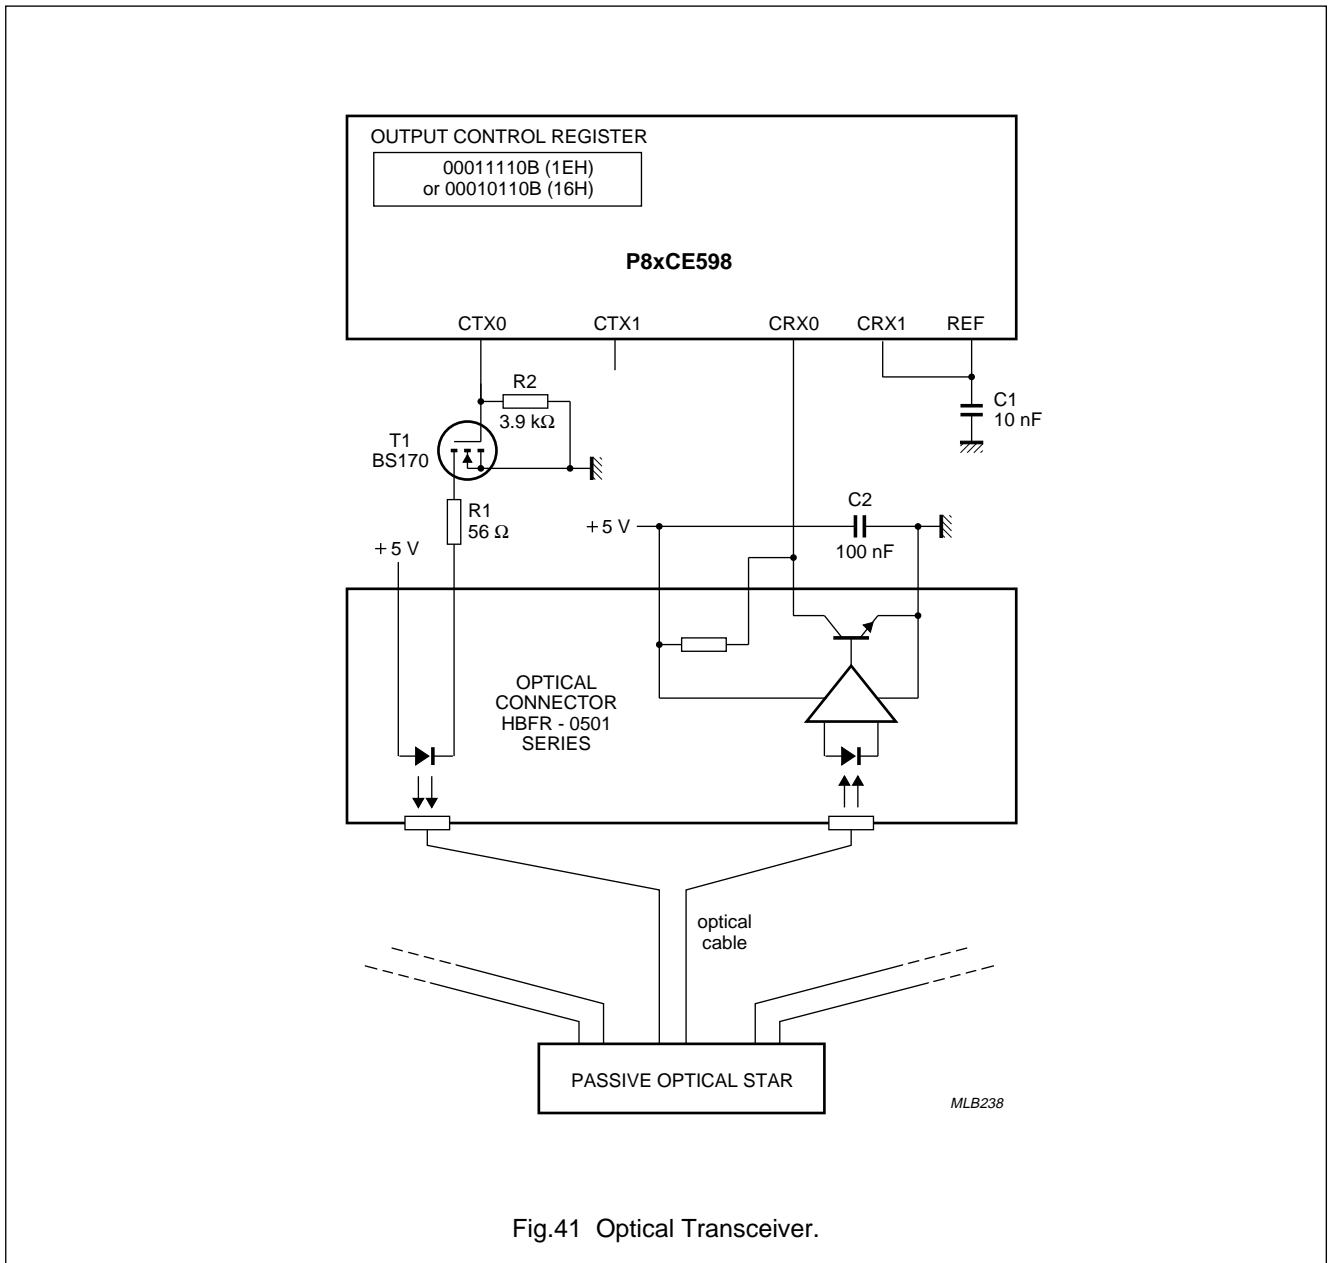 OUTPUT CONTROL REGISTER
00011110B (1EH)
or 00010110B (16H)
P8xCE598
CTX0
CTX1
CRX0
CRX1
REF
R2
3.9 kΩ
C1
10 nF
T1
BS170
R1
56 Ω
+5 V
+5 V
C2
100 nF
OPTICAL
CONNECTOR
HBFR - 0501
SERIES
optical
cable
PASSIVE OPTICAL STAR
MLB238
Fig.41 Optical Transceiver.